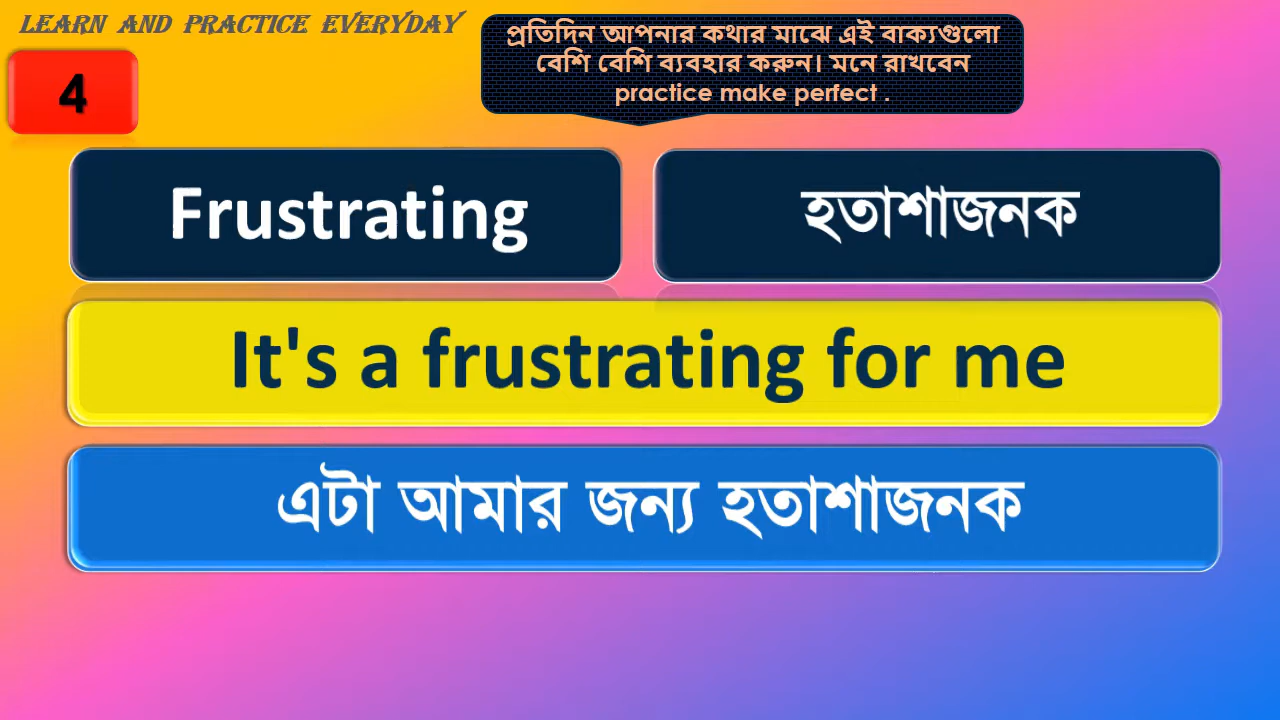 LEARN AND PRACTICE EVERYDAY
প্রতিদিন আপনার কথার মাঝে এই বাক্যগুলো
বেশি বেশি ব্যবহার করুন। মনে রাখবেন
practice make perfect .
4
Frustrating
হতাশাজনক
It's a frustrating for me
এটা আমার জন্য হতাশাজনক